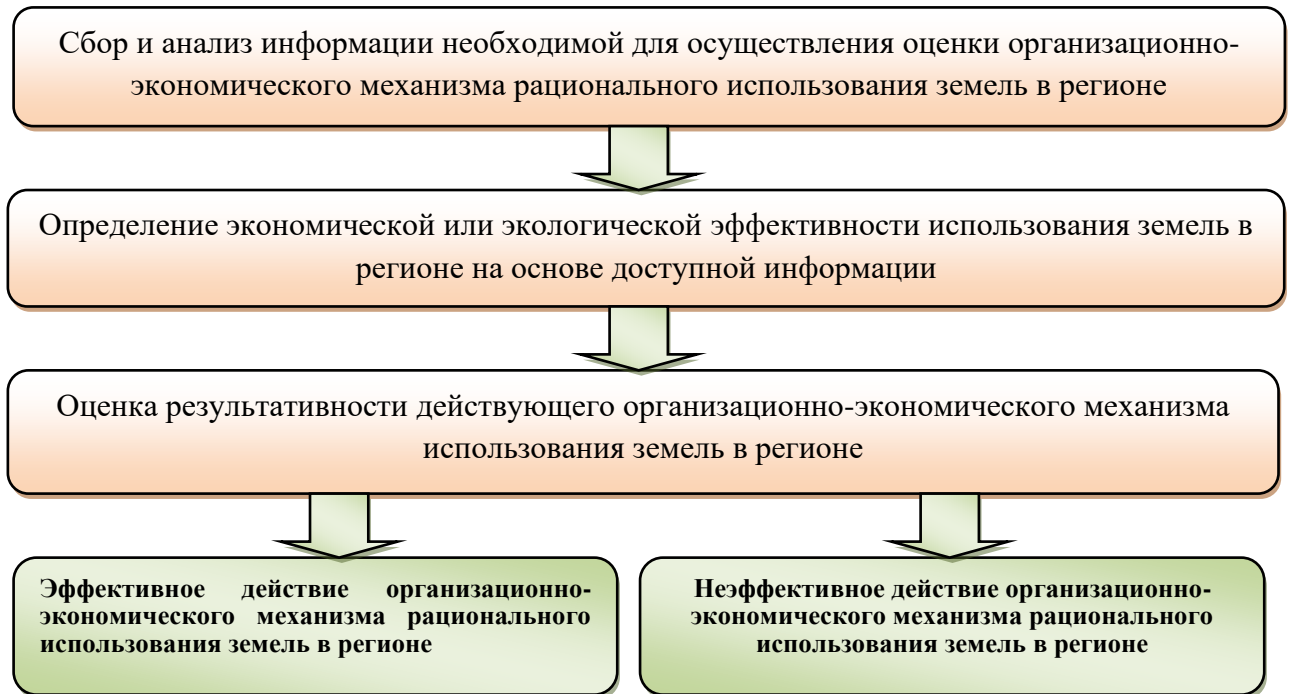 Сбор и анализ информации необходимой для осуществления оценки организационно-
экономического механизма рационального использования земель в регионе
Определение экономической или экологической эффективности использования земель в
регионе на основе доступной информации
Оценка результативности действующего организационно-экономического механизма
использования земель в регионе
Эффективное действие организационно-
экономического механизма рационального
использования земель в регионе
Неэффективное действие организационно-
экономического механизма рационального
использования земель в регионе